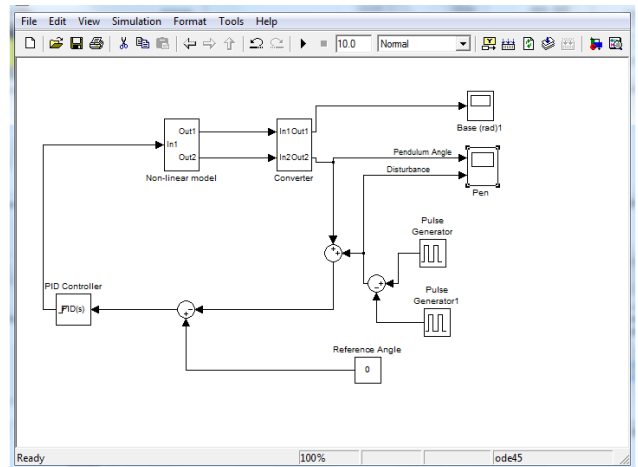 File Edit View Simulation Format Tools Help
10.0 Normal
Out1
In1
Out2
Non-linear model
In1 Out1
In2 Out2
Converter
Base (rad)1
Pendulum Angle
Disturbance
Pen
Pulse
Generator
Pulse
Generator1
PID Controller
PID(s)
Reference Angle
0
Ready 100% ode45